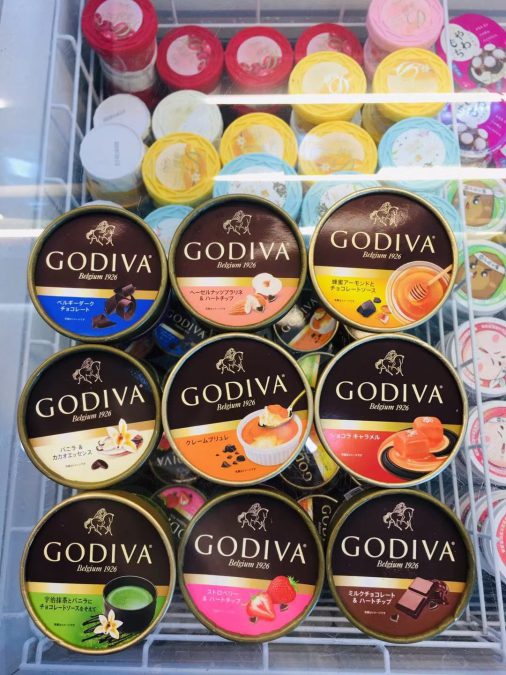 GODIVA
Belgium 1926
ベルギーダーク
チョコレート
GODIVA
Belgium 1926
ヘーゼルナッツプラリネ
&ハートチップ
GODIVA
Belgium 1926
蜂蜜アーモンドと
チョコレートソース
GODIVA
Belgium 1926
バニラ &
カカオエッセンス
GODIVA
Belgium 1926
クレームブリュレ
GODIVA
Belgium 1926
ショコラ キャラメル
GODIVA
Belgium 1926
宇治抹茶とバニラに
チョコレートソースをそえて
GODIVA
Belgium 1926
ストロベリー
&ハートチップ
GODIVA
Belgium 1926
ミルクチョコレート
&ハートチップ